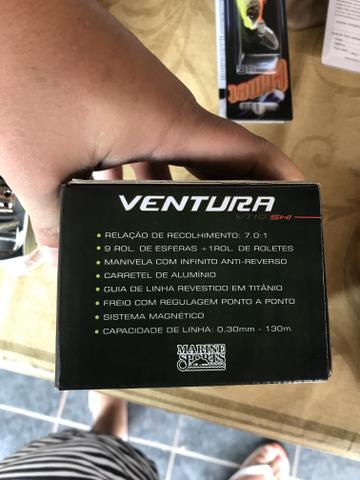 VENTURA
VT10 SHI
RELAÇÃO DE RECOLHIMENTO: 7.0:1
9 ROL. DE ESFERAS +1ROL. DE ROLETES
MANIVELA COM INFINITO ANTI-REVERSO
CARRETEL DE ALUMÍNIO
GUIA DE LINHA REVESTIDO EM TITÂNIO
FREIO COM REGULAGEM PONTO A PONTO
SISTEMA MAGNÉTICO
CAPACIDADE DE LINHA: 0.30mm - 130m.
MARINE
SPORTS